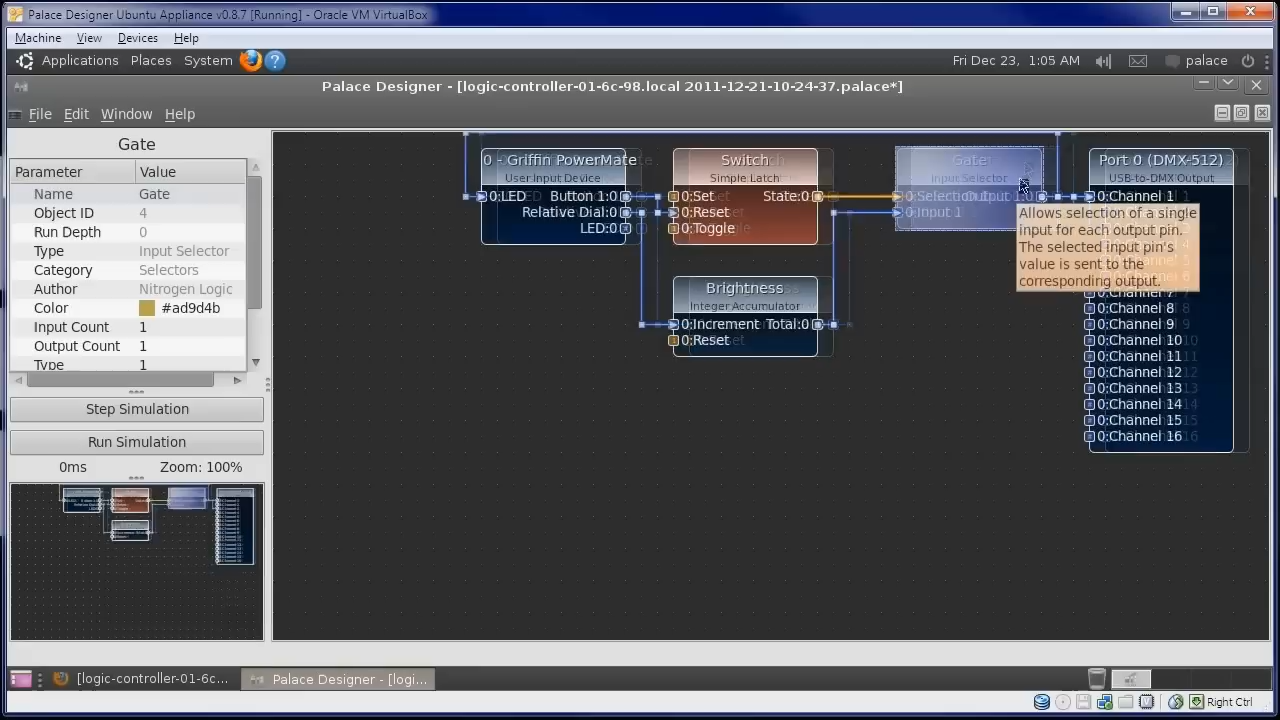 Palace Designer Ubuntu Appliance v0.8.7 [Running] - Oracle VM VirtualBox
Machine View Devices Help
Applications Places System Fri Dec 23, 1:05 AM palace
Palace Designer - [logic-controller-01-6c-98.local 2011-12-21-10-24-37.palace*]
File Edit Window Help
Gate
Parameter Value
Name Gate
Object ID 4
Run Depth 0
Type Input Selector
Category Selectors
Author Nitrogen Logic
Color #ad9d4b
Input Count 1
Output Count 1
Type 1
Step Simulation
Run Simulation
0ms Zoom: 100%
0 - Griffin PowerMate
User Input Device
0:LED Button 1:0
Relative Dial:0
LED:0
Switch
Simple Latch
0:Set State:0
0:Reset
0:Toggle
Brightness
Integer Accumulator
0:Increment Total:0
0:Reset
Gate
Input Selector
0:Selection Output 1:0
0:Input 1
Allows selection of a single
input for each output pin.
The selected input pin's
value is sent to the
corresponding output.
Port 0 (DMX-512)
USB-to-DMX Output
0:Channel 1
0:Channel 7
0:Channel 8
0:Channel 9
0:Channel 10
0:Channel 11
0:Channel 12
0:Channel 13
0:Channel 14
0:Channel 15
0:Channel 16
[logic-controller-01-6c... Palace Designer - [logi...
Right Ctrl